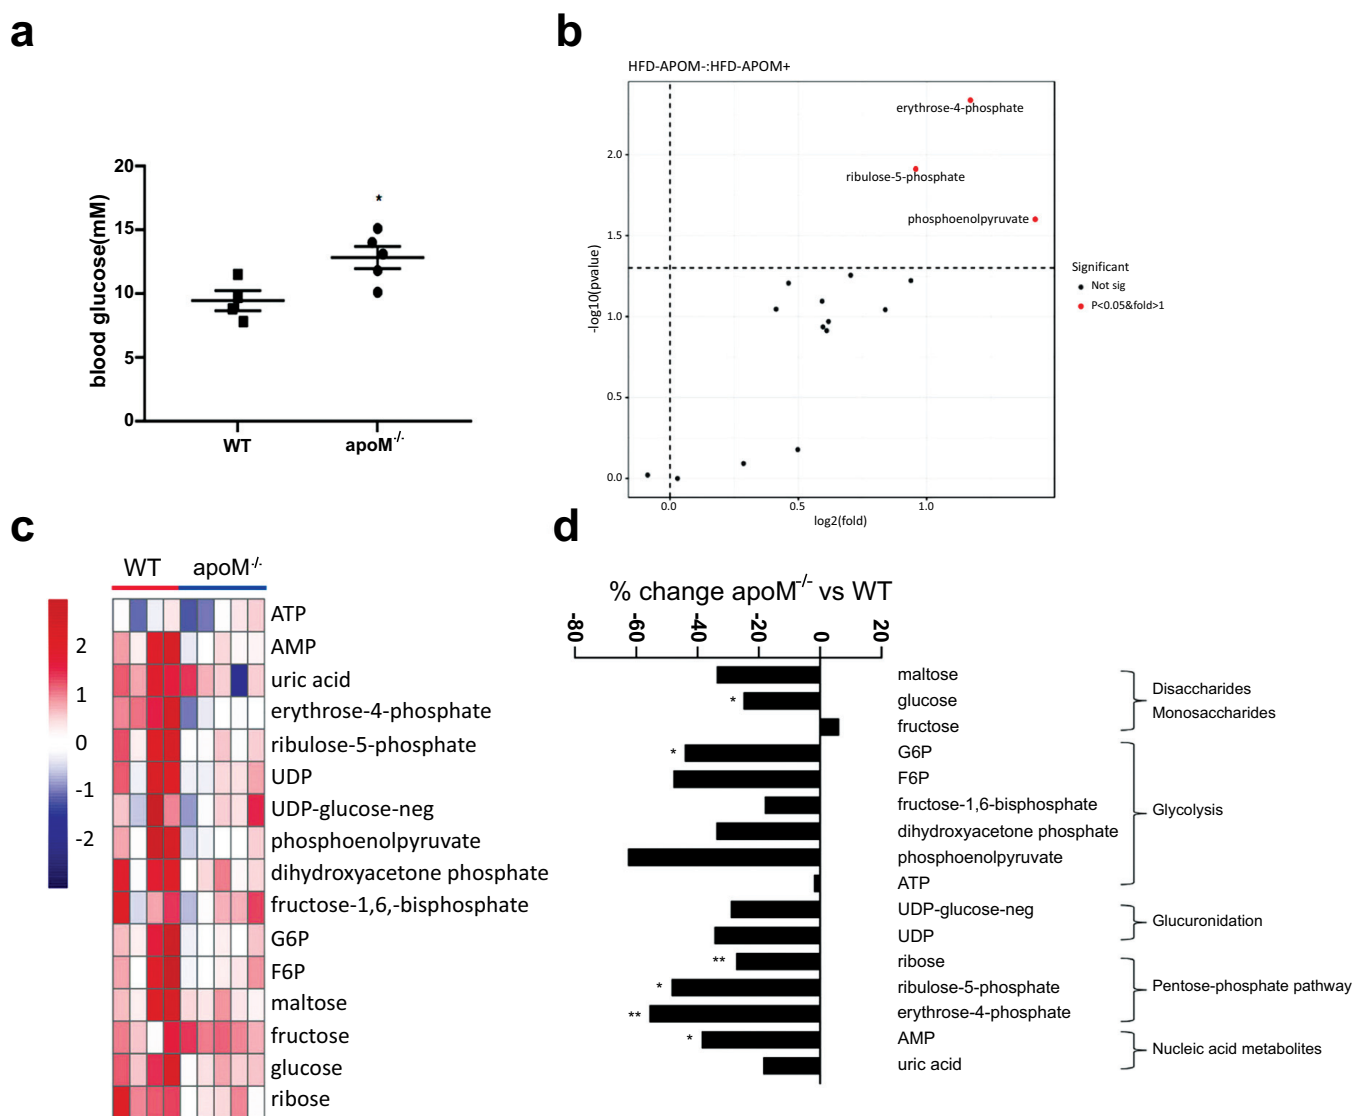 a
blood glucose(mM)
20
15
10
5
0
*
WT
apoM-/-
b
HFD-APOM-:HFD-APOM+
-log10(pvalue)
2.0
1.5
1.0
0.5
0.0
erythrose-4-phosphate
ribulose-5-phosphate
phosphoenolpyruvate
0.0 0.5 1.0
log2(fold)
Significant
Not sig
P<0.05&fold>1
c
WT apoM-/-
2
1
0
-1
-2
ATP
AMP
uric acid
erythrose-4-phosphate
ribulose-5-phosphate
UDP
UDP-glucose-neg
phosphoenolpyruvate
dihydroxyacetone phosphate
fructose-1,6,-bisphosphate
G6P
F6P
maltose
fructose
glucose
ribose
d
% change apoM-/- vs WT
-80 -60 -40 -20 0 20
maltose
* glucose
fructose
* G6P
F6P
fructose-1,6-bisphosphate
dihydroxyacetone phosphate
phosphoenolpyruvate
ATP
UDP-glucose-neg
UDP
** ribose
* ribulose-5-phosphate
** erythrose-4-phosphate
* AMP
uric acid
Disaccharides
Monosaccharides
Glycolysis
Glucuronidation
Pentose-phosphate pathway
Nucleic acid metabolites